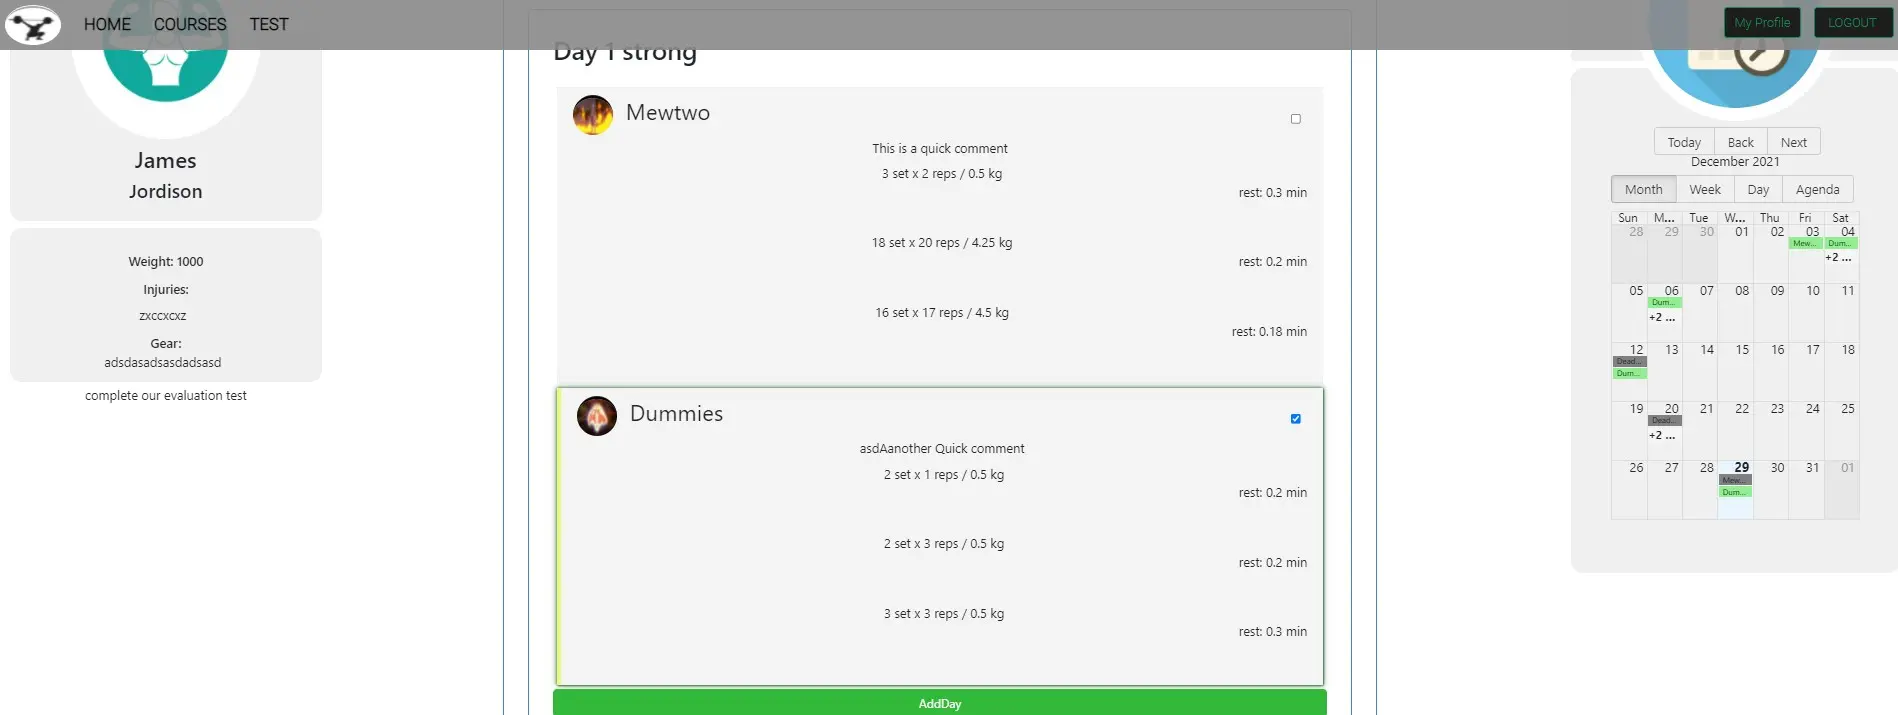 HOME COURSES TEST
My Profile LOGOUT
James
Jordison
Weight: 1000
Injuries:
zxccxcxz
Gear:
adsdasadsasdadsasd
complete our evaluation test
Day 1 strong
Mewtwo
This is a quick comment
3 set x 2 reps / 0.5 kg
rest: 0.3 min
18 set x 20 reps / 4.25 kg
rest: 0.2 min
16 set x 17 reps / 4.5 kg
rest: 0.18 min
Dummies
asdAanother Quick comment
2 set x 1 reps / 0.5 kg
rest: 0.2 min
2 set x 3 reps / 0.5 kg
rest: 0.2 min
3 set x 3 reps / 0.5 kg
rest: 0.3 min
AddDay
Today Back Next
December 2021
Month Week Day Agenda
Sun M... Tue W... Thu Fri Sat
28 29 30 01 02 03 04
Mew... Dum...
+2 ...
05 06 07 08 09 10 11
Dum...
+2 ...
12 13 14 15 16 17 18
Dead...
Dum...
19 20 21 22 23 24 25
Dead...
+2 ...
26 27 28 29 30 31 01
Mew...
Dum...